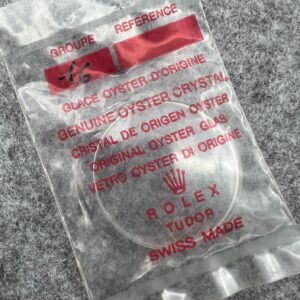 GROUPE REFERENCE
GLACE OYSTER D'ORIGINE
GENUINE OYSTER CRYSTAL
CRISTAL DE ORIGEN OYSTER
ORIGINAL OYSTER GLAS
VETRO OYSTER DI ORIGINE
ROLEX
TUDOR
SWISS MADE